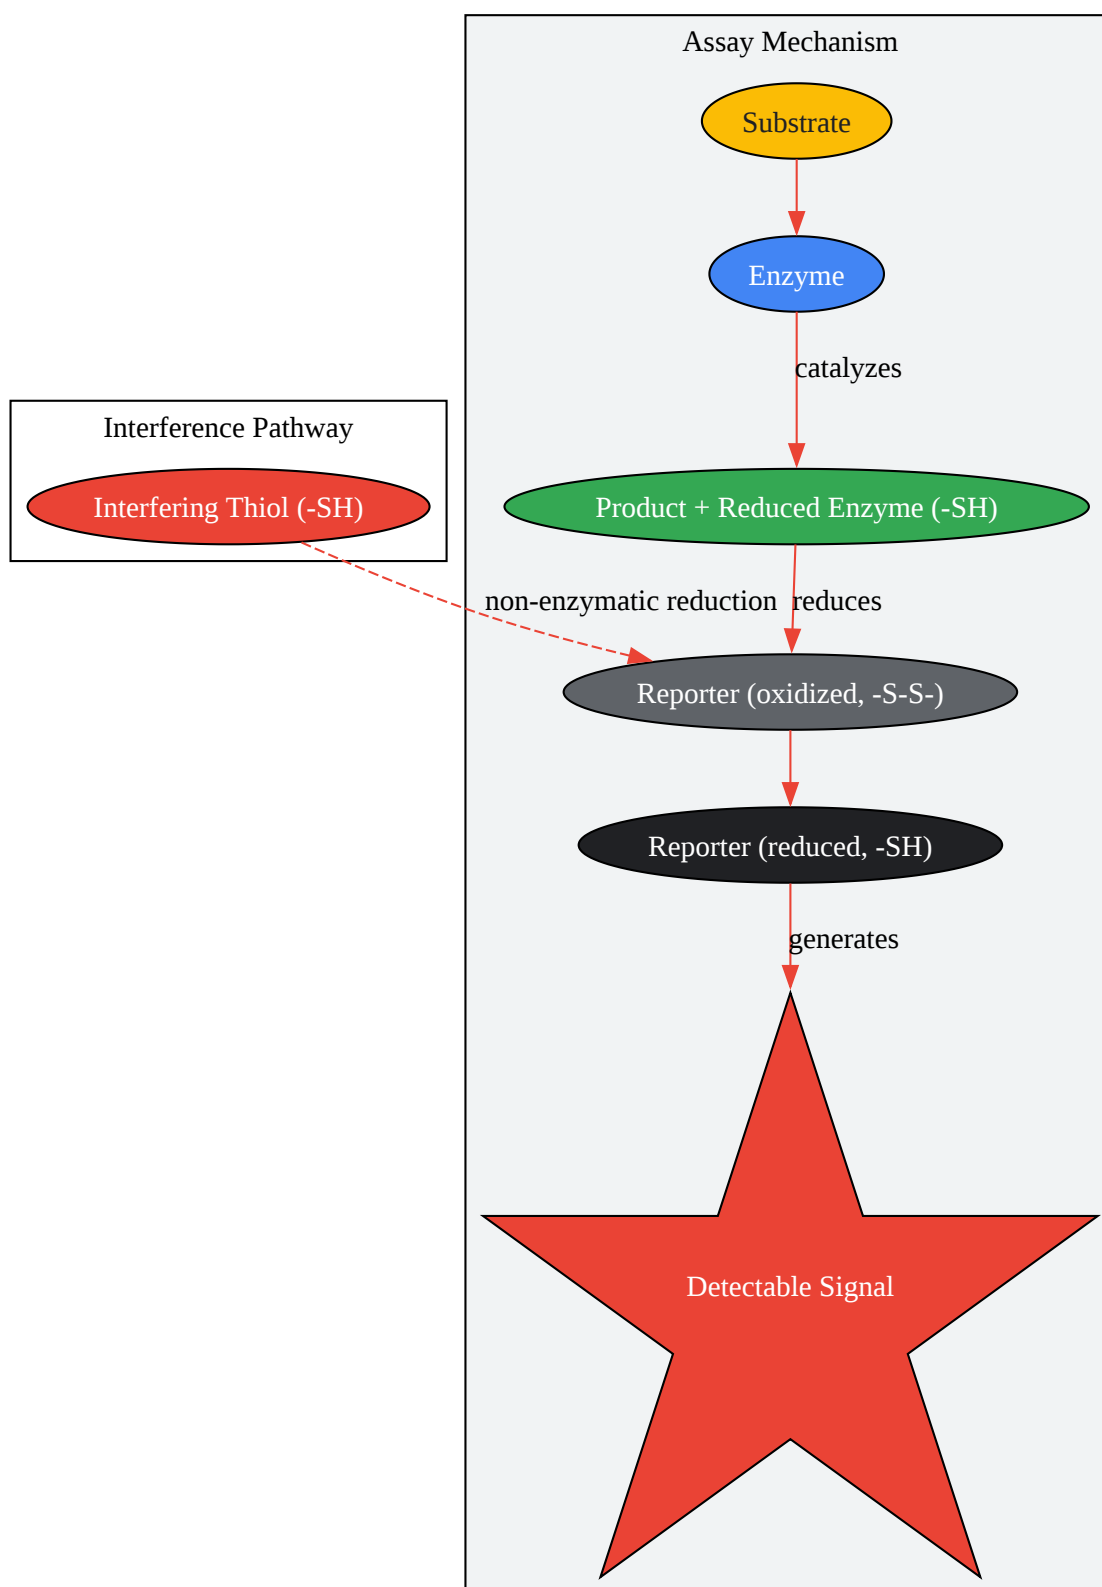 Assay Mechanism
Substrate
Enzyme
catalyzes
Interference Pathway
Interfering Thiol (-SH)
Product + Reduced Enzyme (-SH)
non-enzymatic reduction
reduces
Reporter (oxidized, -S-S-)
Reporter (reduced, -SH)
generates
Detectable Signal